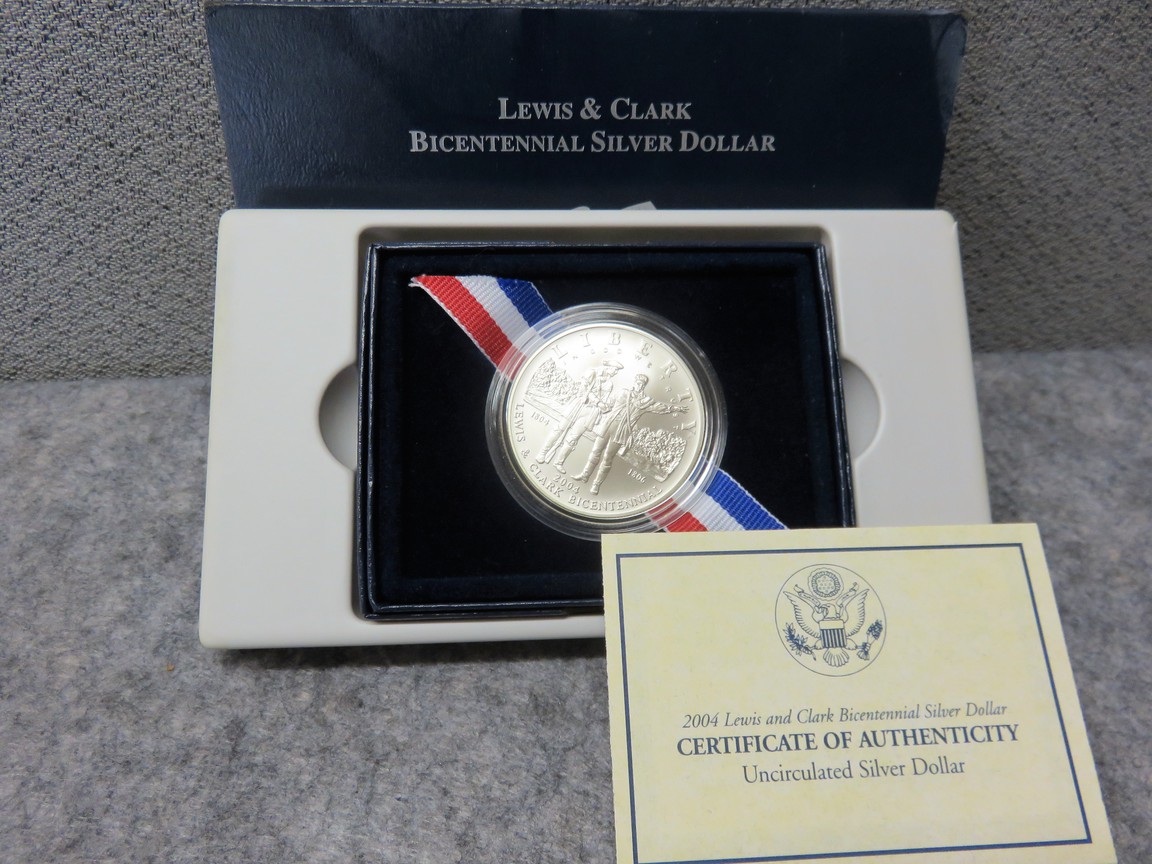 LEWIS & CLARK
BICENTENNIAL SILVER DOLLAR
LIBERTY
1804
1806
2004
LEWIS & CLARK BICENTENNIAL
2004 Lewis and Clark Bicentennial Silver Dollar
CERTIFICATE OF AUTHENTICITY
Uncirculated Silver Dollar